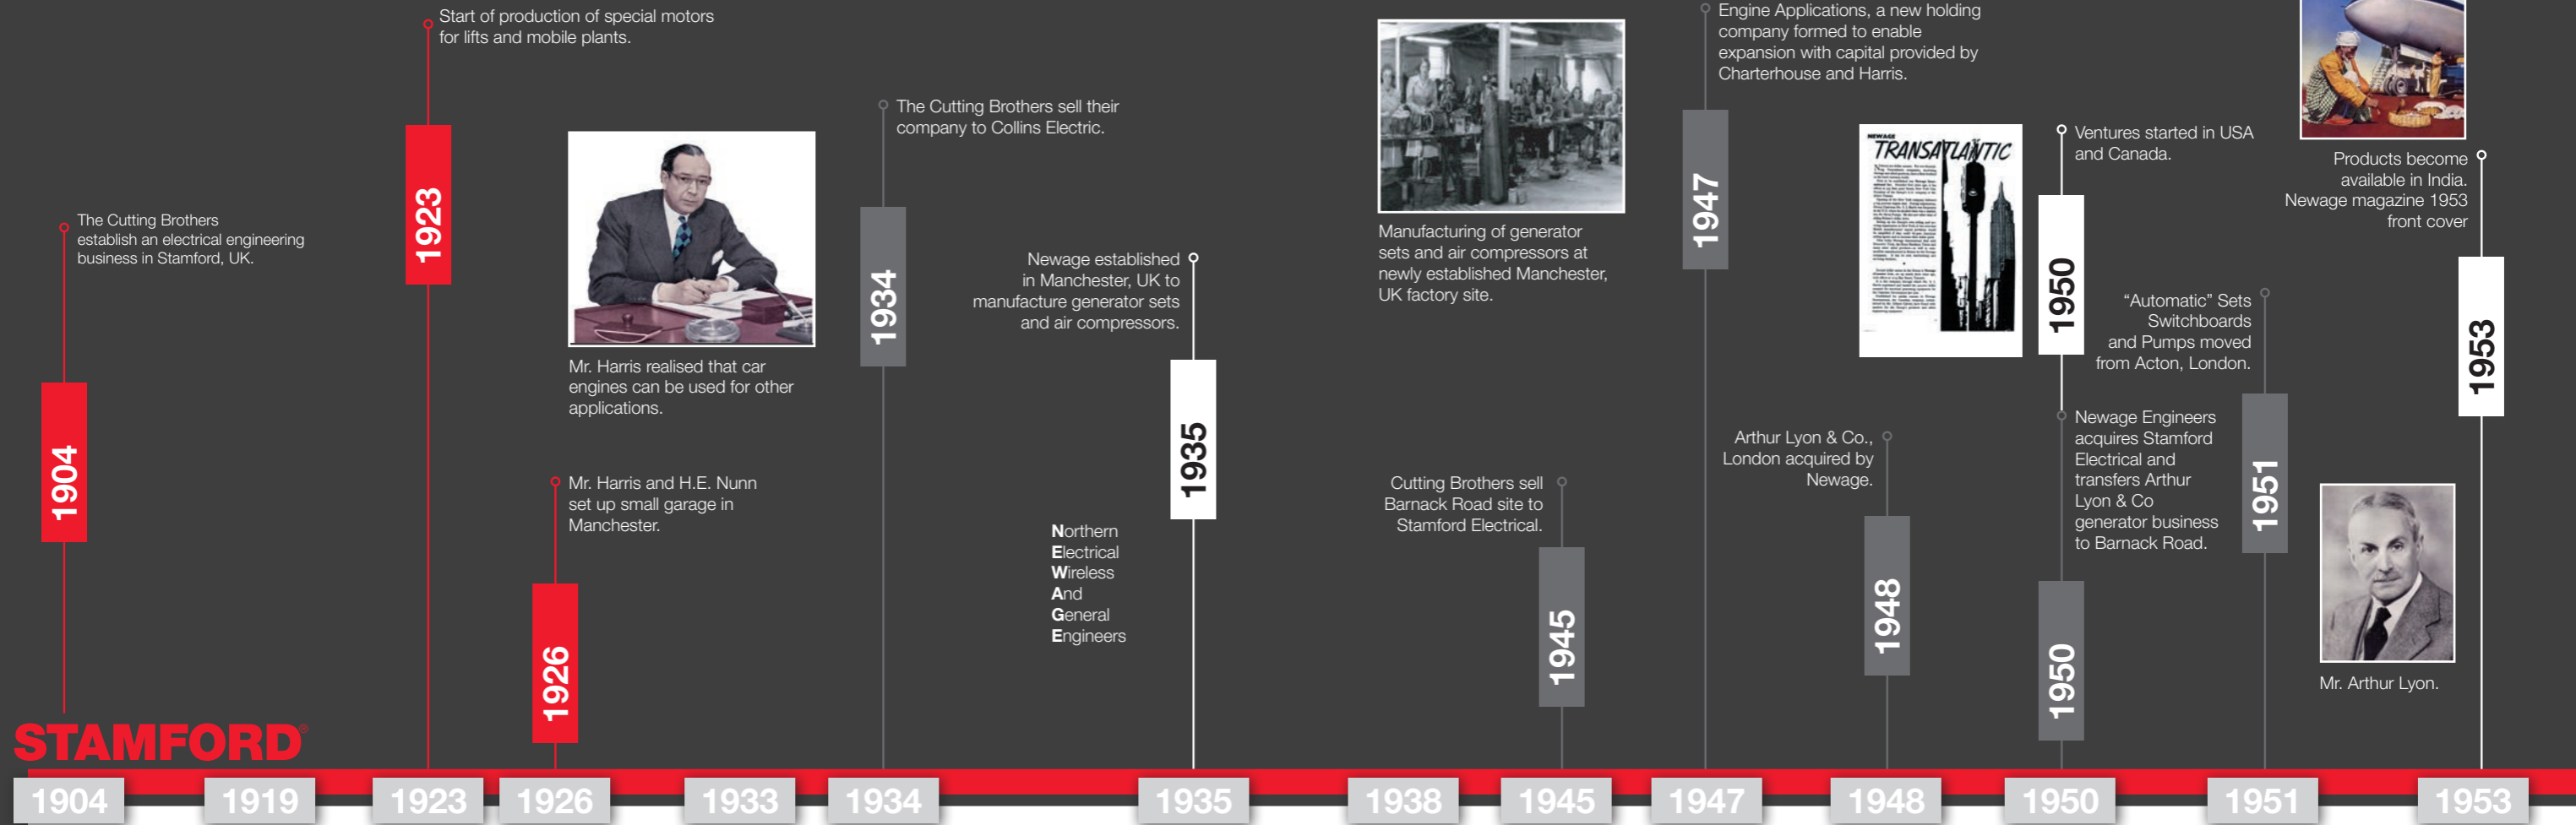 Start of production of special motors
for lifts and mobile plants.
1923
The Cutting Brothers
establish an electrical engineering
business in Stamford, UK.
1904
Mr. Harris realised that car
engines can be used for other
applications.
Mr. Harris and H.E. Nunn
set up small garage in
Manchester.
1926
The Cutting Brothers sell their
company to Collins Electric.
1934
Newage established
in Manchester, UK to
manufacture generator sets
and air compressors.
1935
Northern
Electrical
Wireless
And
General
Engineers
Manufacturing of generator
sets and air compressors at
newly established Manchester,
UK factory site.
Cutting Brothers sell
Barnack Road site to
Stamford Electrical.
1945
Engine Applications, a new holding
company formed to enable
expansion with capital provided by
Charterhouse and Harris.
1947
Arthur Lyon & Co.,
London acquired by
Newage.
1948
NEWAGE
TRANSATLANTIC
Ventures started in USA
and Canada.
1950
Newage Engineers
acquires Stamford
Electrical and
transfers Arthur
Lyon & Co
generator business
to Barnack Road.
1950
“Automatic” Sets
Switchboards
and Pumps moved
from Acton, London.
1951
Products become
available in India.
Newage magazine 1953
front cover
1953
Mr. Arthur Lyon.
STAMFORD®
1904
1919
1923
1926
1933
1934
1935
1938
1945
1947
1948
1950
1951
1953